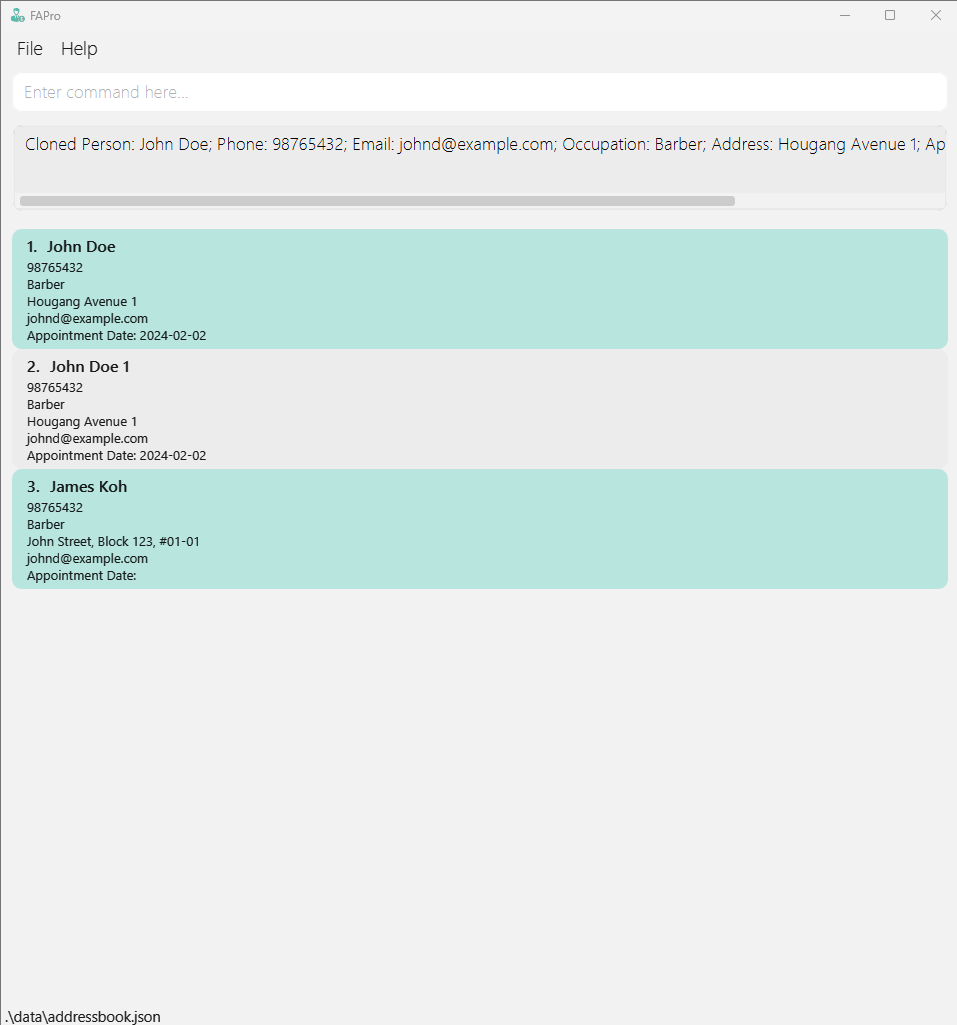 FAPro
File Help
Enter command here...
Cloned Person: John Doe; Phone: 98765432; Email: johnd@example.com; Occupation: Barber; Address: Hougang Avenue 1; Ap
1. John Doe
98765432
Barber
Hougang Avenue 1
johnd@example.com
Appointment Date: 2024-02-02
2. John Doe 1
98765432
Barber
Hougang Avenue 1
johnd@example.com
Appointment Date: 2024-02-02
3. James Koh
98765432
Barber
John Street, Block 123, #01-01
johnd@example.com
Appointment Date:
.\data\addressbook.json